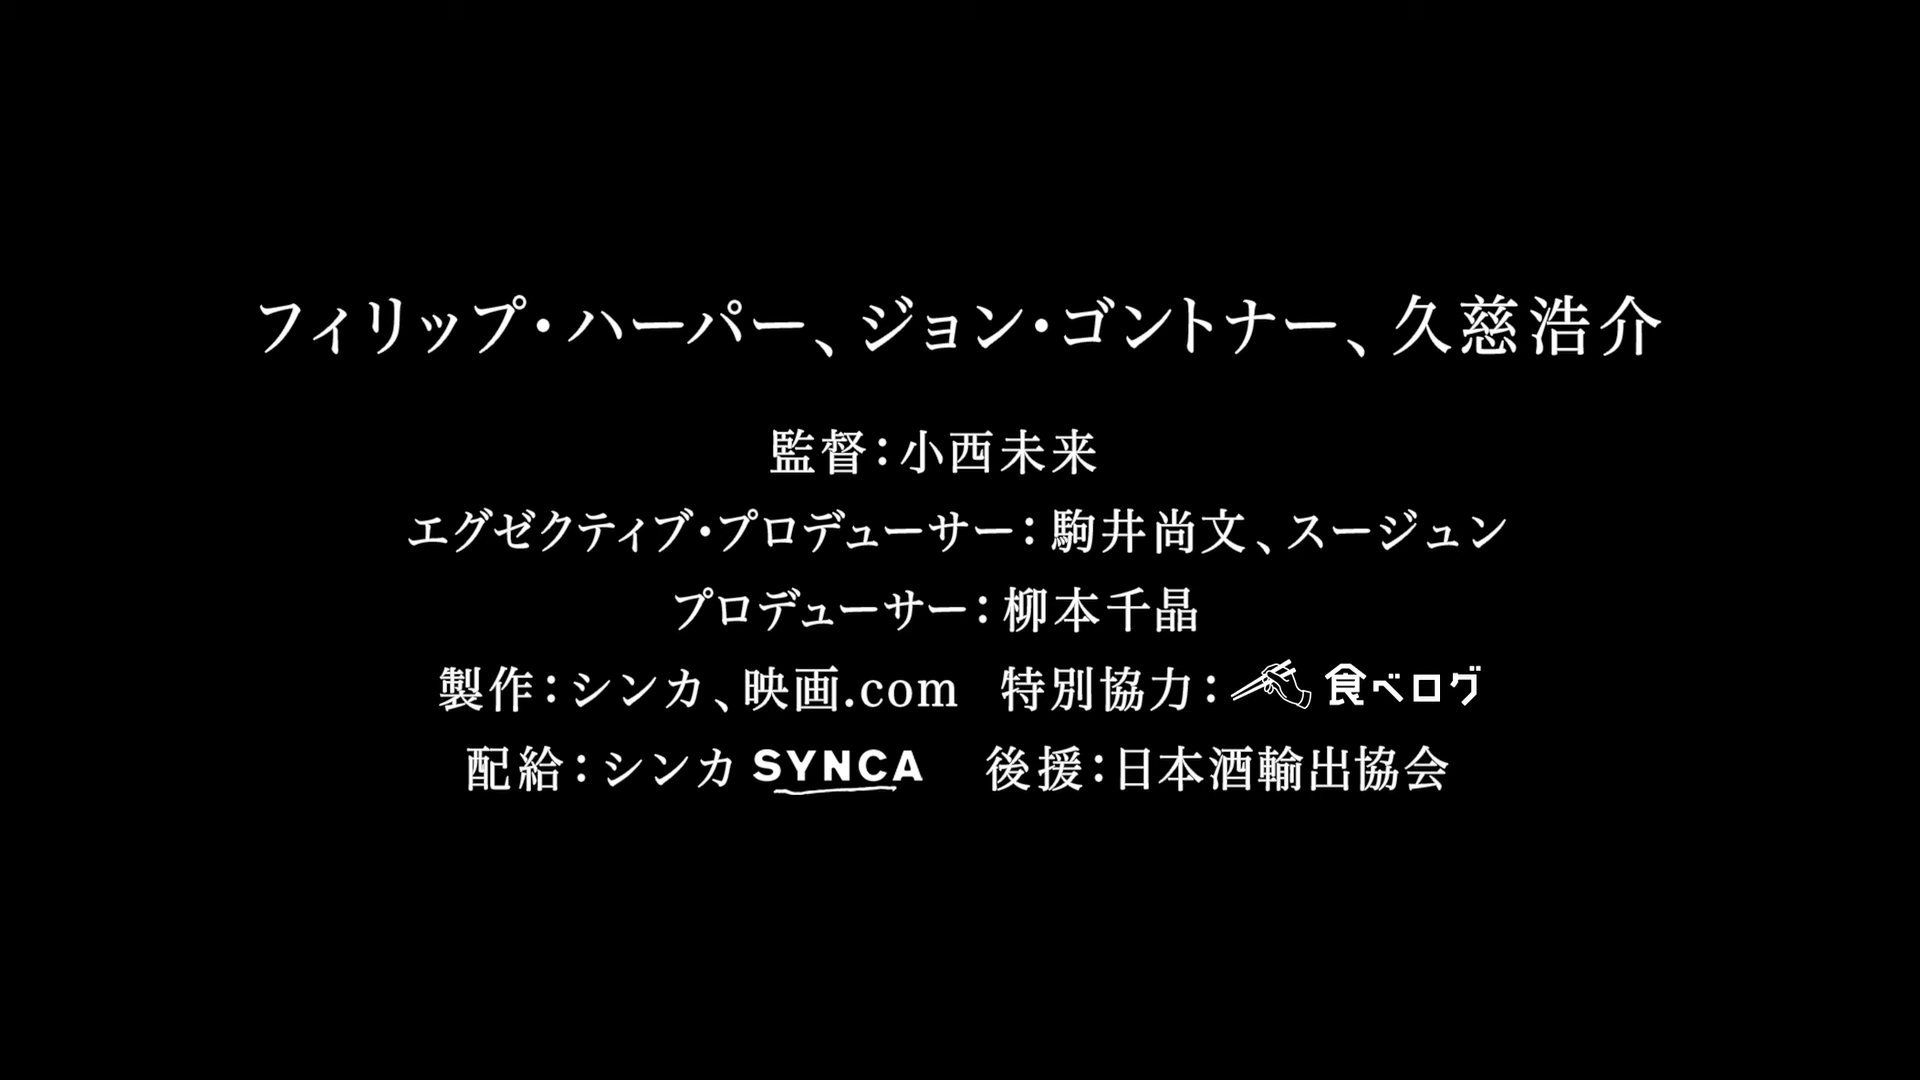 フィリップ・ハーパー、ジョン・ゴントナー、久慈浩介
監督：小西未来
エグゼクティブ・プロデューサー：駒井尚文、スージュン
プロデューサー：柳本千晶
製作：シンカ、映画.com 特別協力：食べログ
配給：シンカ SYNCA 後援：日本酒輸出協会